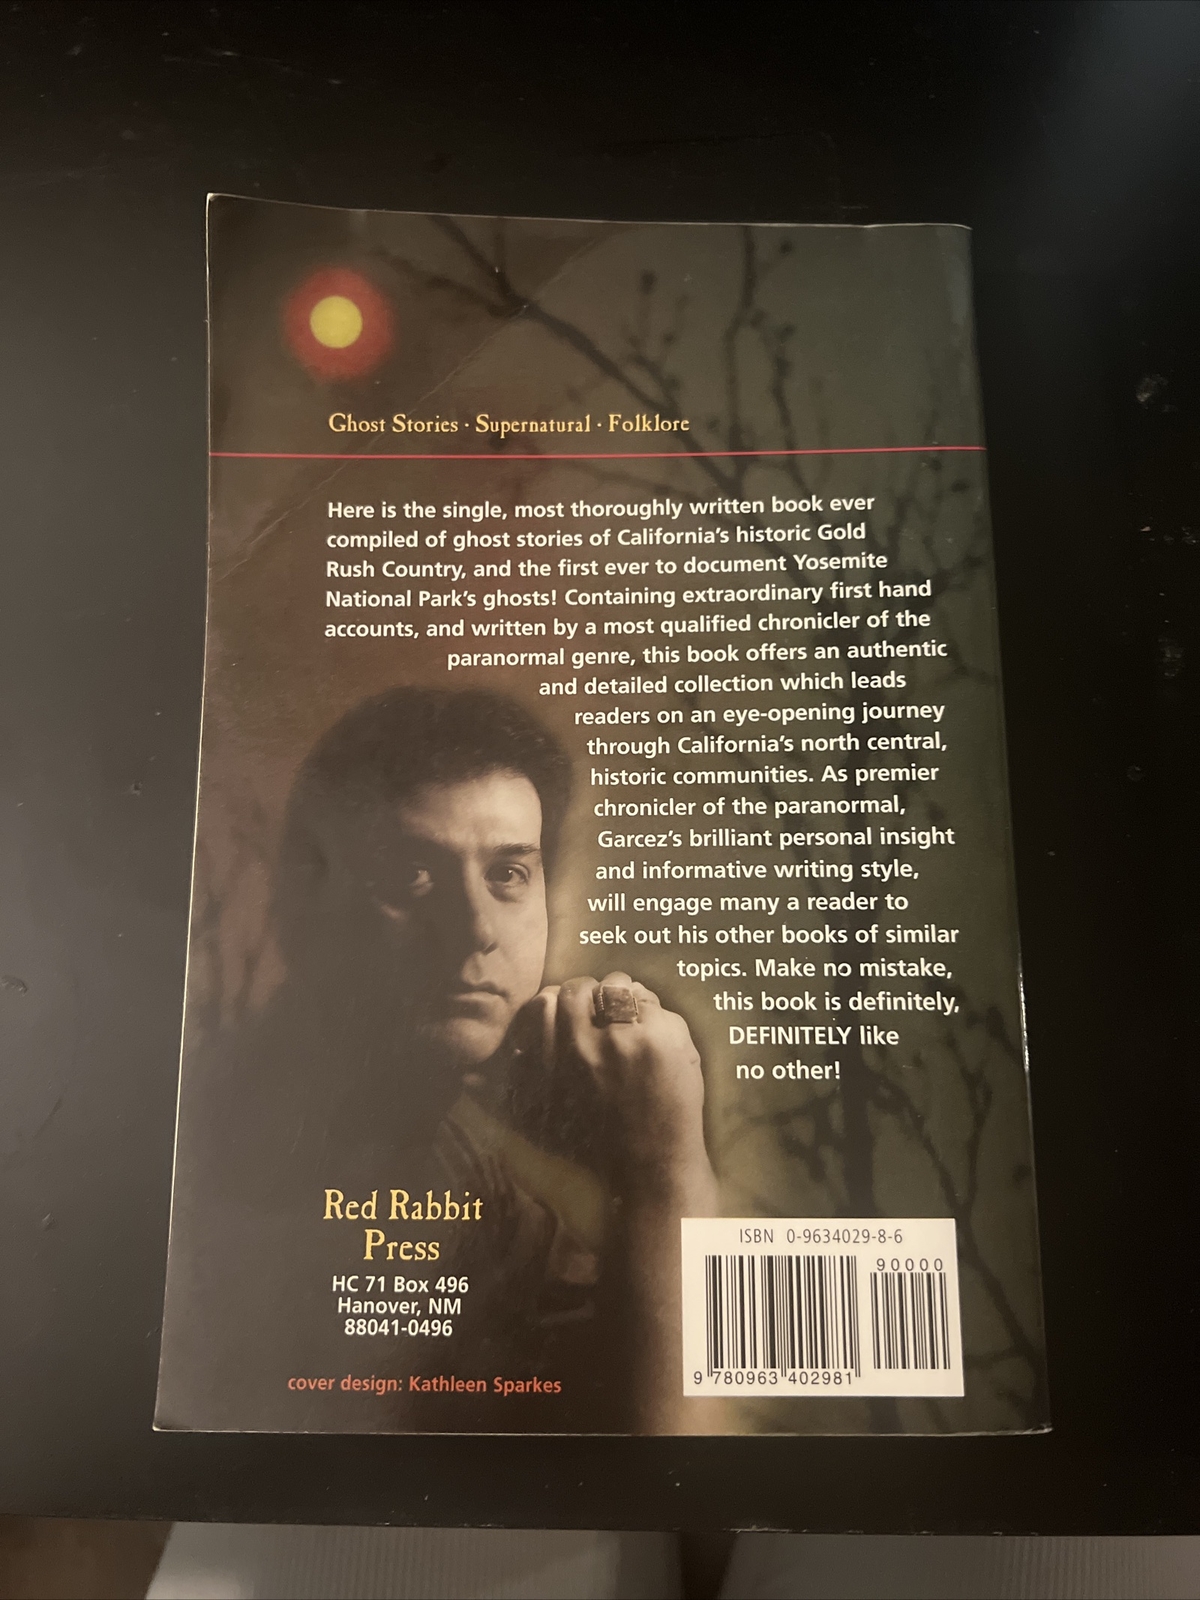 Ghost Stories · Supernatural · Folklore
Here is the single, most thoroughly written book ever
compiled of ghost stories of California's historic Gold
Rush Country, and the first ever to document Yosemite
National Park's ghosts! Containing extraordinary first hand
accounts, and written by a most qualified chronicler of the
paranormal genre, this book offers an authentic
and detailed collection which leads
readers on an eye-opening journey
through California's north central,
historic communities. As premier
chronicler of the paranormal,
Garcez's brilliant personal insight
and informative writing style,
will engage many a reader to
seek out his other books of similar
topics. Make no mistake,
this book is definitely,
DEFINITELY like
no other!
Red Rabbit
Press
HC 71 Box 496
Hanover, NM
88041-0496
cover design: Kathleen Sparkes
ISBN 0-9634029-8-6
90000
9 780963 402981